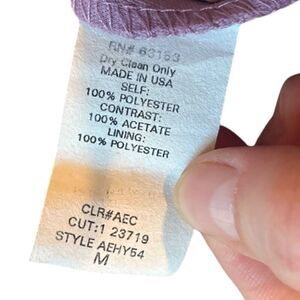 RN# 63153
Dry Clean Only
MADE IN USA
SELF:
100% POLYESTER
CONTRAST:
100% ACETATE
LINING:
100% POLYESTER
CLR#AEC
CUT:1 23719
STYLE AEHY54
M